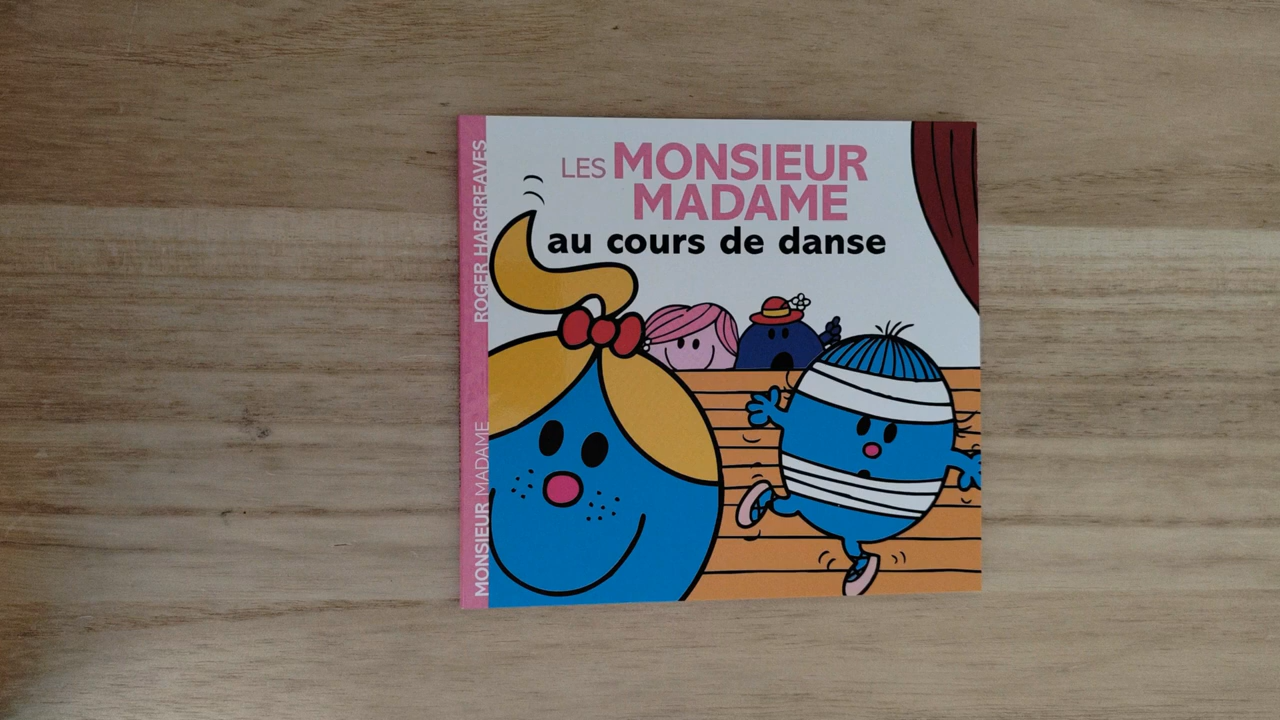 LES MONSIEUR
MADAME
au cours de danse
ROGER HARGREAVES
MONSIEUR MADAME